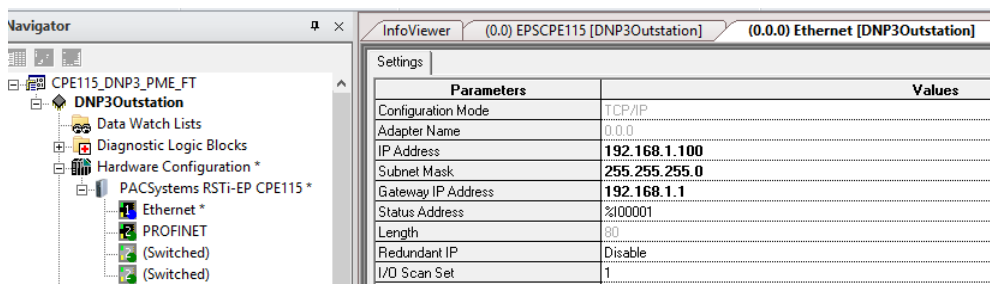 Navigator
InfoViewer
(0.0) EPSCPE115 [DNP3Outstation]
(0.0.0) Ethernet [DNP3Outstation]
Settings
CPE115_DNP3_PME_FT
DNP3Outstation
Data Watch Lists
Diagnostic Logic Blocks
Hardware Configuration *
PACSystems RSTi-EP CPE115 *
Ethernet *
PROFINET
(Switched)
(Switched)
Parameters Values
Configuration Mode TCP/IP
Adapter Name 0.0.0
IP Address 192.168.1.100
Subnet Mask 255.255.255.0
Gateway IP Address 192.168.1.1
Status Address %I00001
Length 80
Redundant IP Disable
I/O Scan Set 1